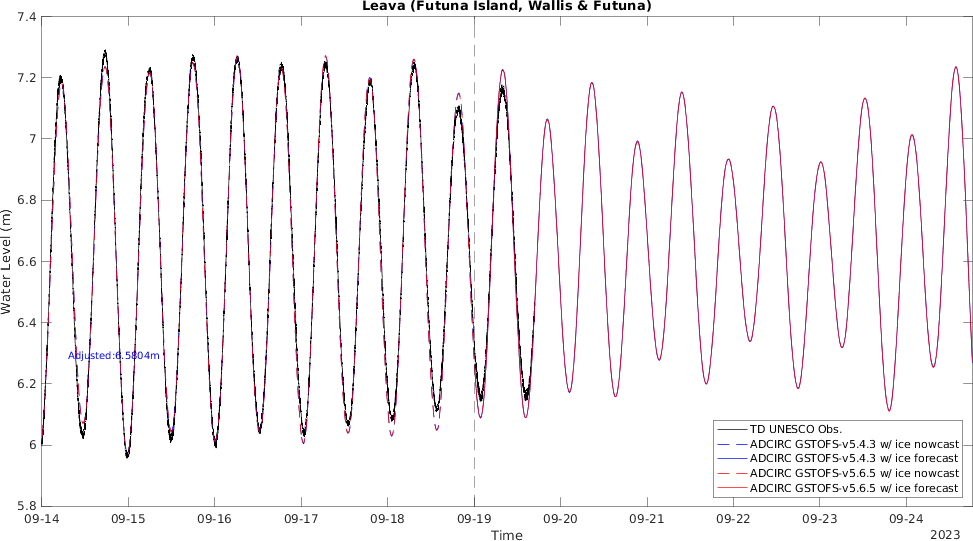 Leava (Futuna Island, Wallis & Futuna)
7.4
7.2
7
6.8
6.6
6.4
6.2
6
5.8
Water Level (m)
Adjusted:6.5804m
TD UNESCO Obs.
ADCIRC GSTOFS-v5.4.3 w/ ice nowcast
ADCIRC GSTOFS-v5.4.3 w/ ice forecast
ADCIRC GSTOFS-v5.6.5 w/ ice nowcast
ADCIRC GSTOFS-v5.6.5 w/ ice forecast
09-14 09-15 09-16 09-17 09-18 09-19 09-20 09-21 09-22 09-23 09-24
Time
2023